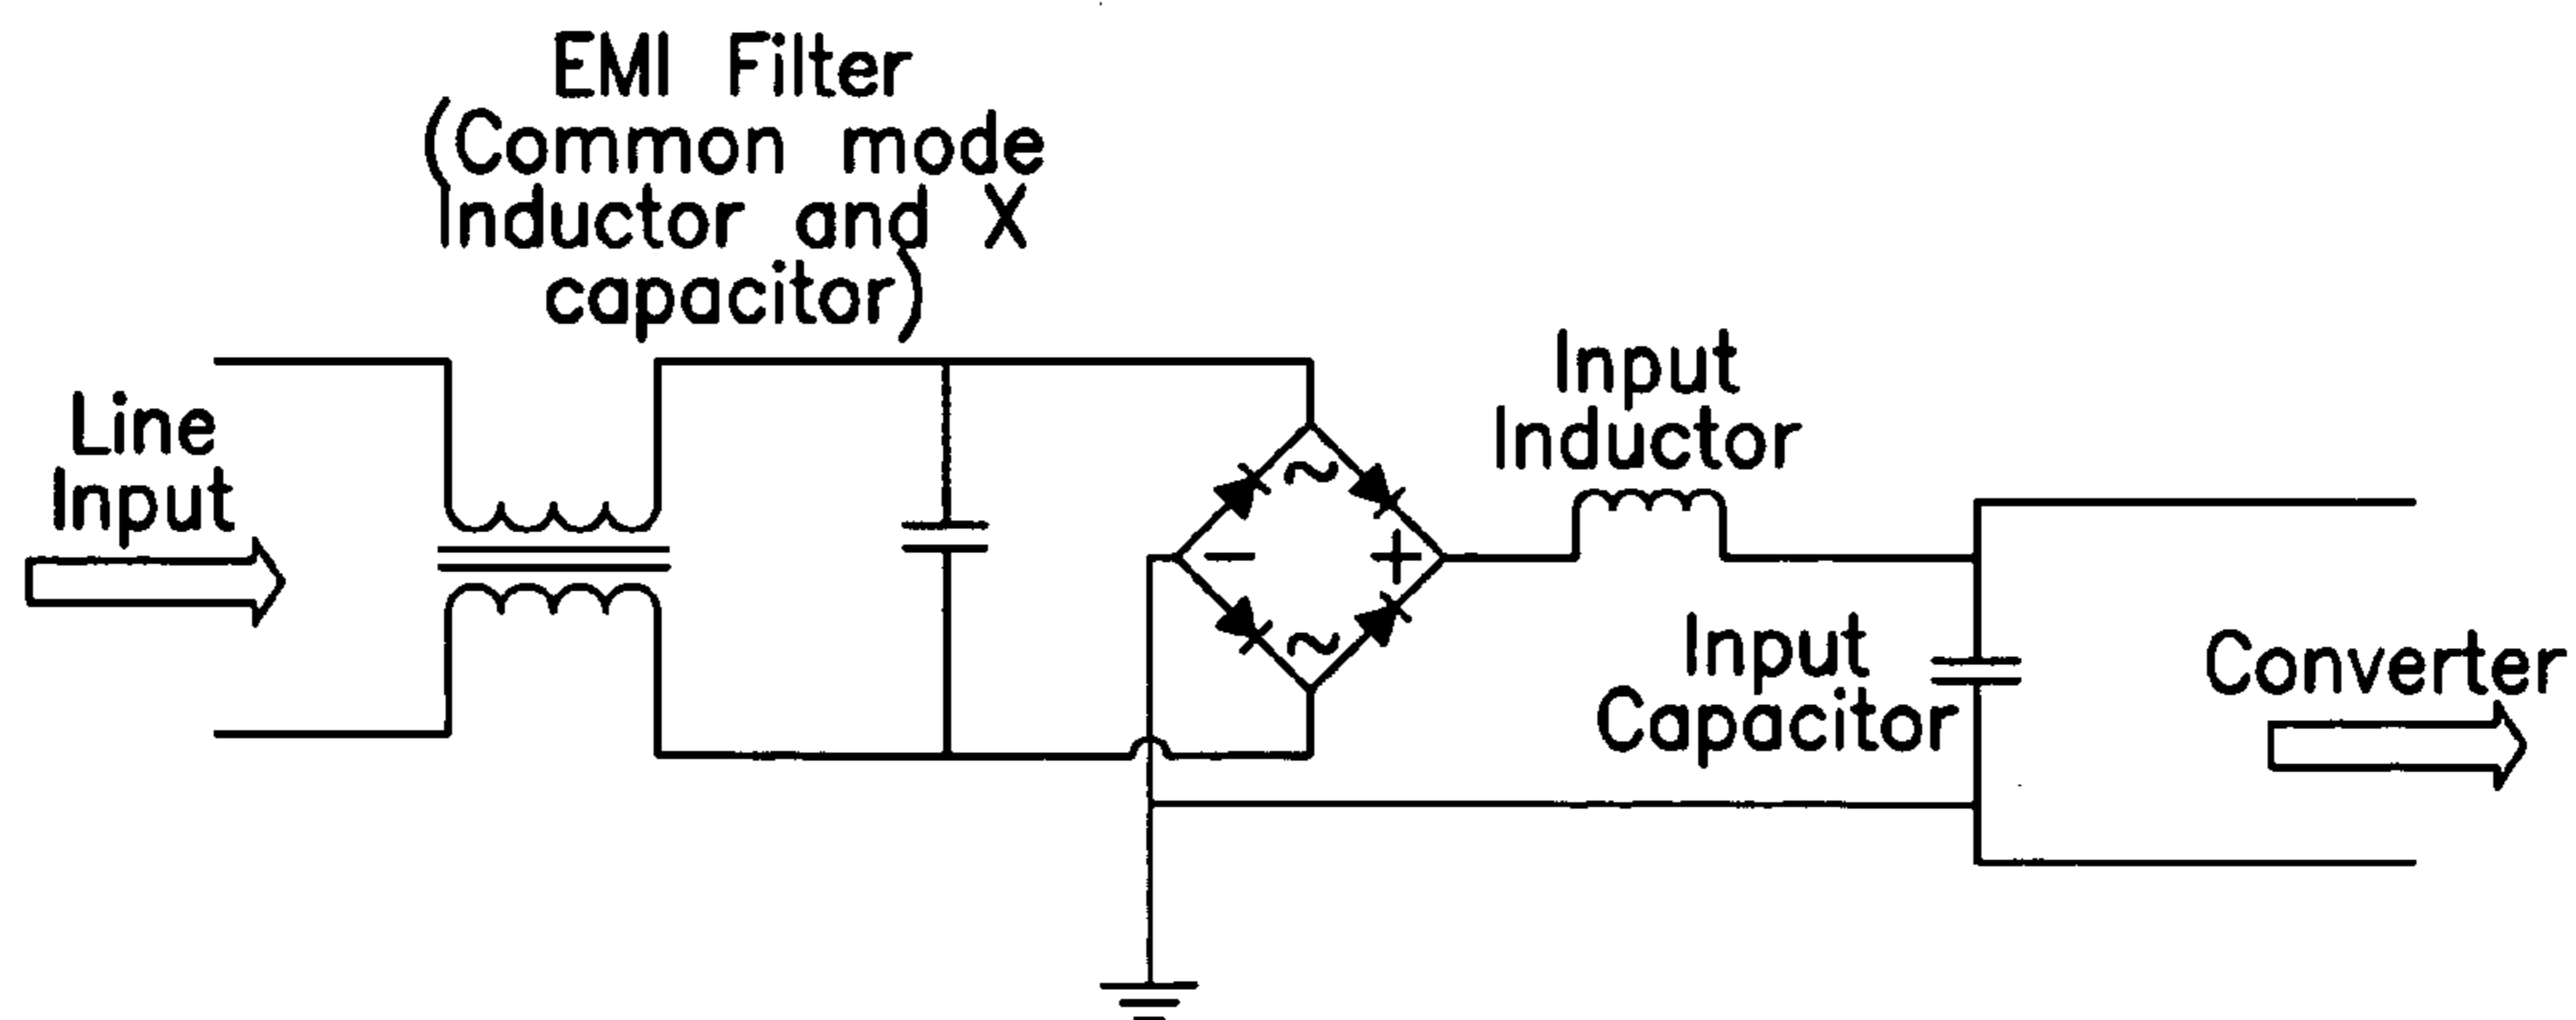 EMI Filter
(Common mode
Inductor and X
capacitor)
Line
Input
Input
Inductor
Input
Capacitor
Converter